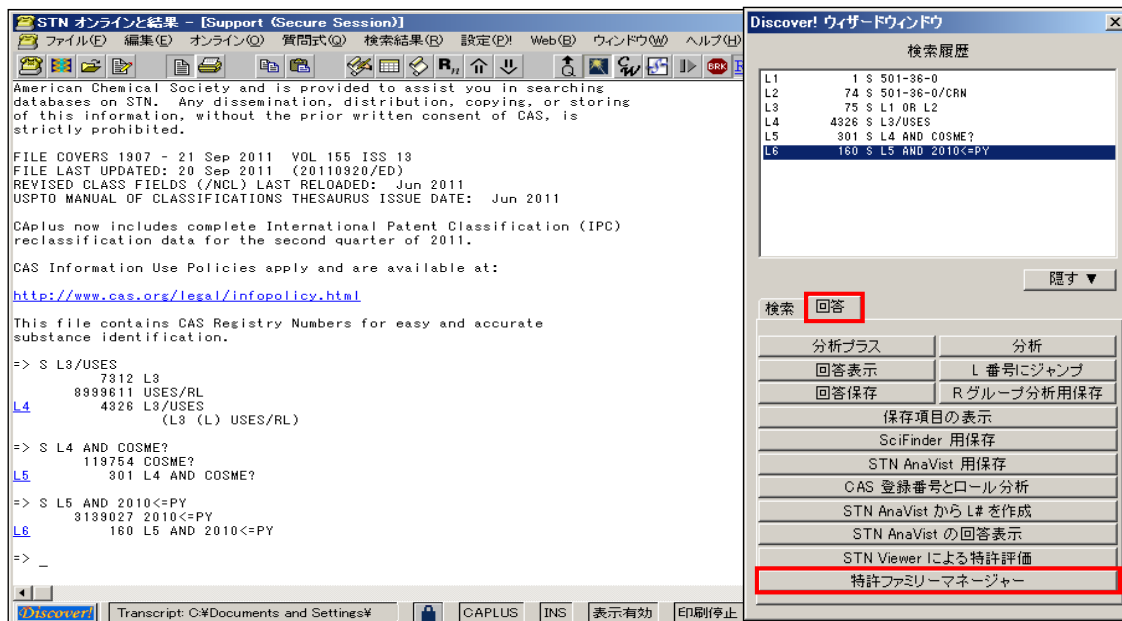 STN オンラインと結果 - [Support (Secure Session)]
ファイル(F) 編集(E) オンライン(O) 質問式(Q) 検索結果(R) 設定(P)! Web(B) ウィンドウ(W) ヘルプ(H)
American Chemical Society and is provided to assist you in searching
databases on STN. Any dissemination, distribution, copying, or storing
of this information, without the prior written consent of CAS, is
strictly prohibited.
FILE COVERS 1907 - 21 Sep 2011 VOL 155 ISS 13
FILE LAST UPDATED: 20 Sep 2011 (20110920/ED)
REVISED CLASS FIELDS (/NCL) LAST RELOADED: Jun 2011
USPTO MANUAL OF CLASSIFICATIONS THESAURUS ISSUE DATE: Jun 2011
CAplus now includes complete International Patent Classification (IPC)
reclassification data for the second quarter of 2011.
CAS Information Use Policies apply and are available at:
http://www.cas.org/legal/infopolicy.html
This file contains CAS Registry Numbers for easy and accurate
substance identification.
=> S L3/USES
7312 L3
8999611 USES/RL
L4 4326 L3/USES
(L3 (L) USES/RL)
=> S L4 AND COSME?
119754 COSME?
L5 301 L4 AND COSME?
=> S L5 AND 2010<=PY
3139027 2010<=PY
L6 160 L5 AND 2010<=PY
=> _
Discover! Transcript: C:¥Documents and Settings¥ CAPLUS INS 表示有効 印刷停止
Discover! ウィザードウィンドウ
検索履歴
L1 1 S 501-36-0
L2 74 S 501-36-0/CRN
L3 75 S L1 OR L2
L4 4326 S L3/USES
L5 301 S L4 AND COSME?
L6 160 S L5 AND 2010<=PY
隠す ▼
検索 回答
分析プラス 分析
回答表示 L 番号にジャンプ
回答保存 R グループ分析用保存
保存項目の表示
SciFinder 用保存
STN AnaVist 用保存
CAS 登録番号とロール分析
STN AnaVist から L# を作成
STN AnaVist の回答表示
STN Viewer による特許評価
特許ファミリーマネージャー